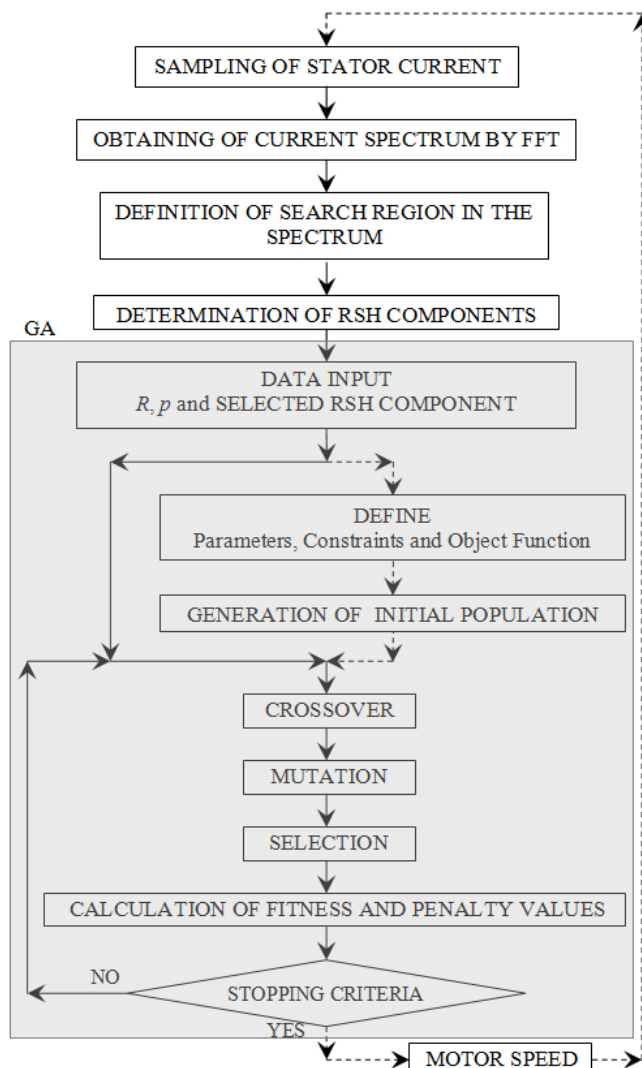 SAMPLING OF STATOR CURRENT
OBTAINING OF CURRENT SPECTRUM BY FFT
DEFINITION OF SEARCH REGION IN THE
SPECTRUM
DETERMINATION OF RSH COMPONENTS
GA
DATA INPUT
R, p and SELECTED RSH COMPONENT
DEFINE
Parameters, Constraints and Object Function
GENERATION OF INITIAL POPULATION
CROSSOVER
MUTATION
SELECTION
CALCULATION OF FITNESS AND PENALTY VALUES
NO
STOPPING CRITERIA
YES
MOTOR SPEED